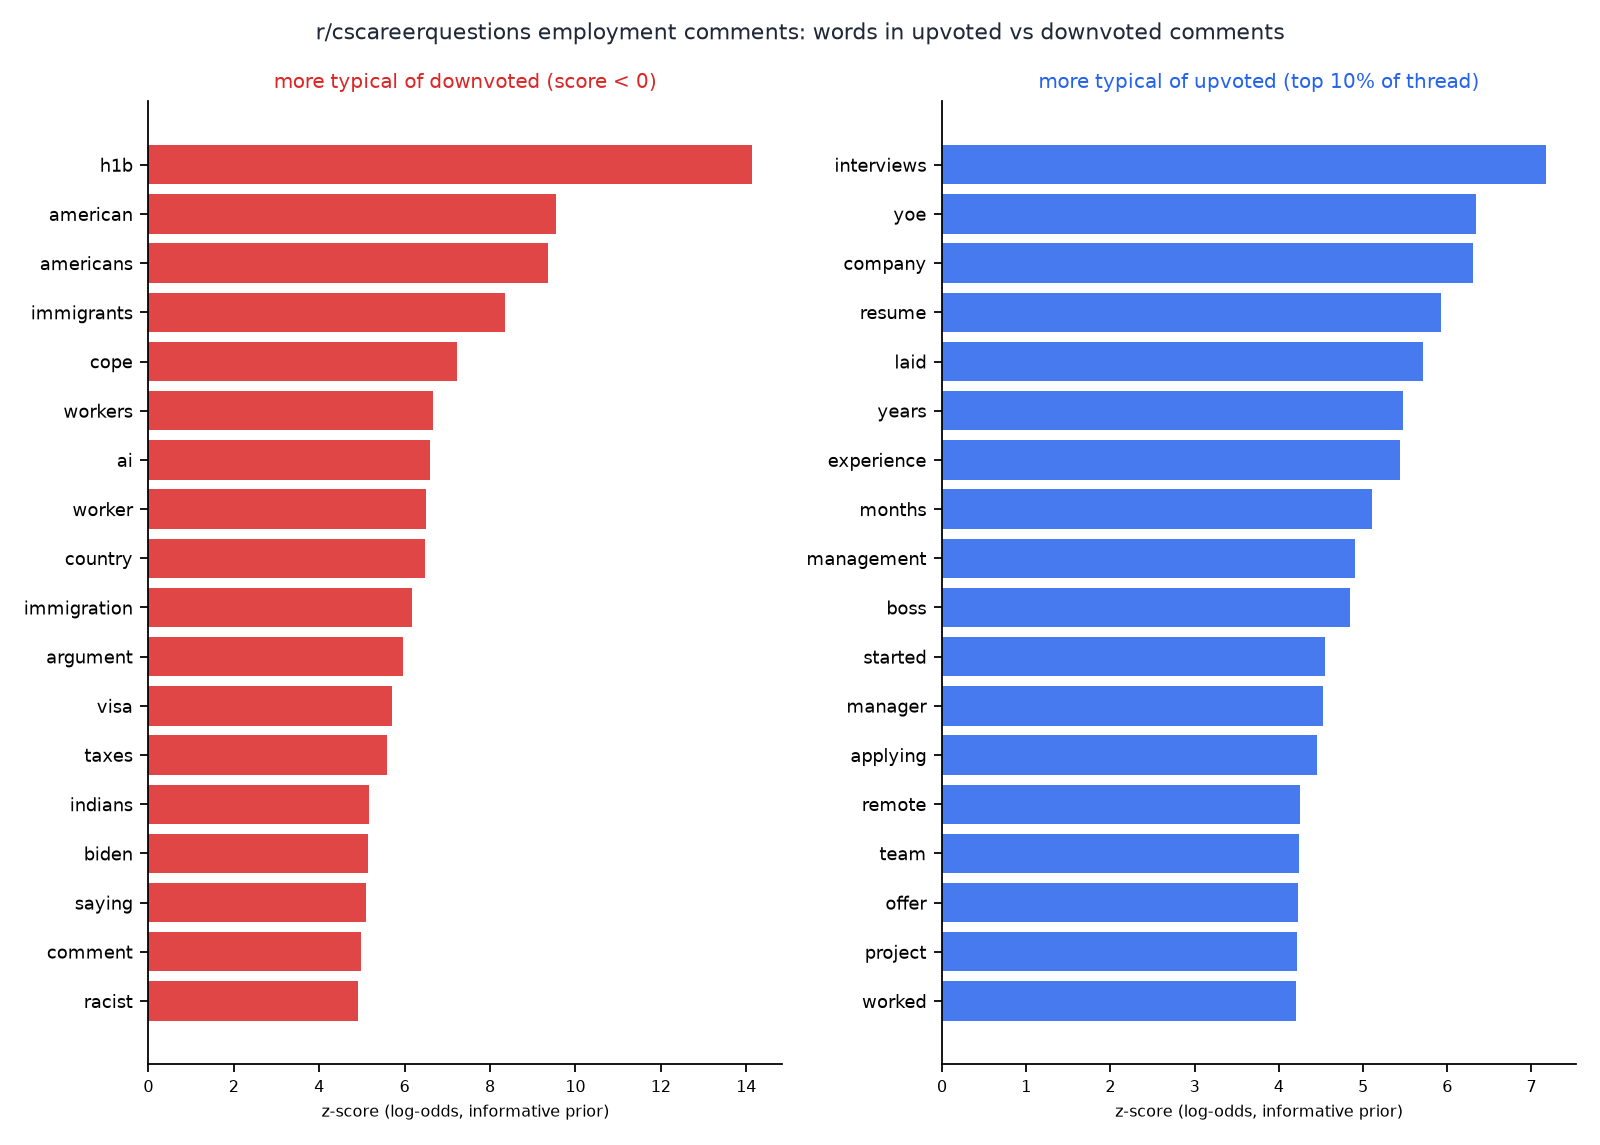 r/cscareerquestions employment comments: words in upvoted vs downvoted comments
more typical of downvoted (score < 0)
h1b
american
americans
immigrants
cope
workers
ai
worker
country
immigration
argument
visa
taxes
indians
biden
saying
comment
racist
0 2 4 6 8 10 12 14
z-score (log-odds, informative prior)
more typical of upvoted (top 10% of thread)
interviews
yoe
company
resume
laid
years
experience
months
management
boss
started
manager
applying
remote
team
offer
project
worked
0 1 2 3 4 5 6 7
z-score (log-odds, informative prior)